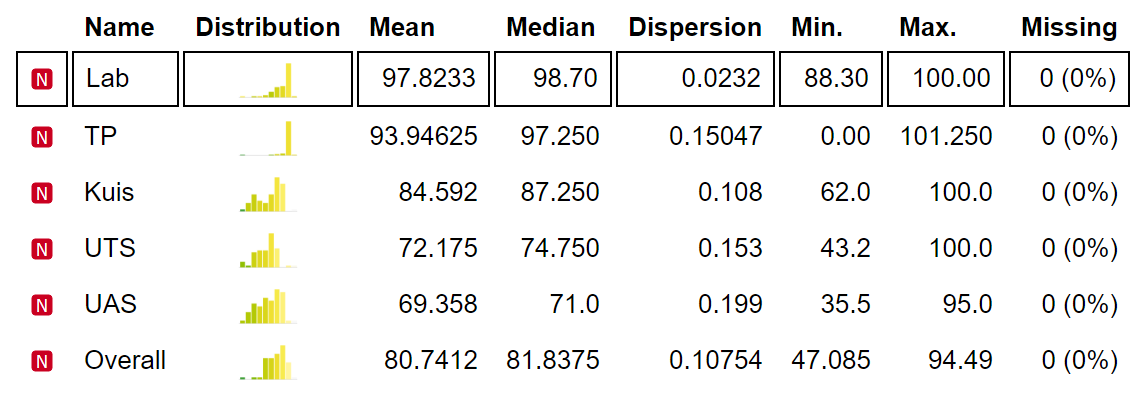 Name Distribution Mean Median Dispersion Min. Max. Missing
N Lab 97.8233 98.70 0.0232 88.30 100.00 0 (0%)
N TP 93.94625 97.250 0.15047 0.00 101.250 0 (0%)
N Kuis 84.592 87.250 0.108 62.0 100.0 0 (0%)
N UTS 72.175 74.750 0.153 43.2 100.0 0 (0%)
N UAS 69.358 71.0 0.199 35.5 95.0 0 (0%)
N Overall 80.7412 81.8375 0.10754 47.085 94.49 0 (0%)